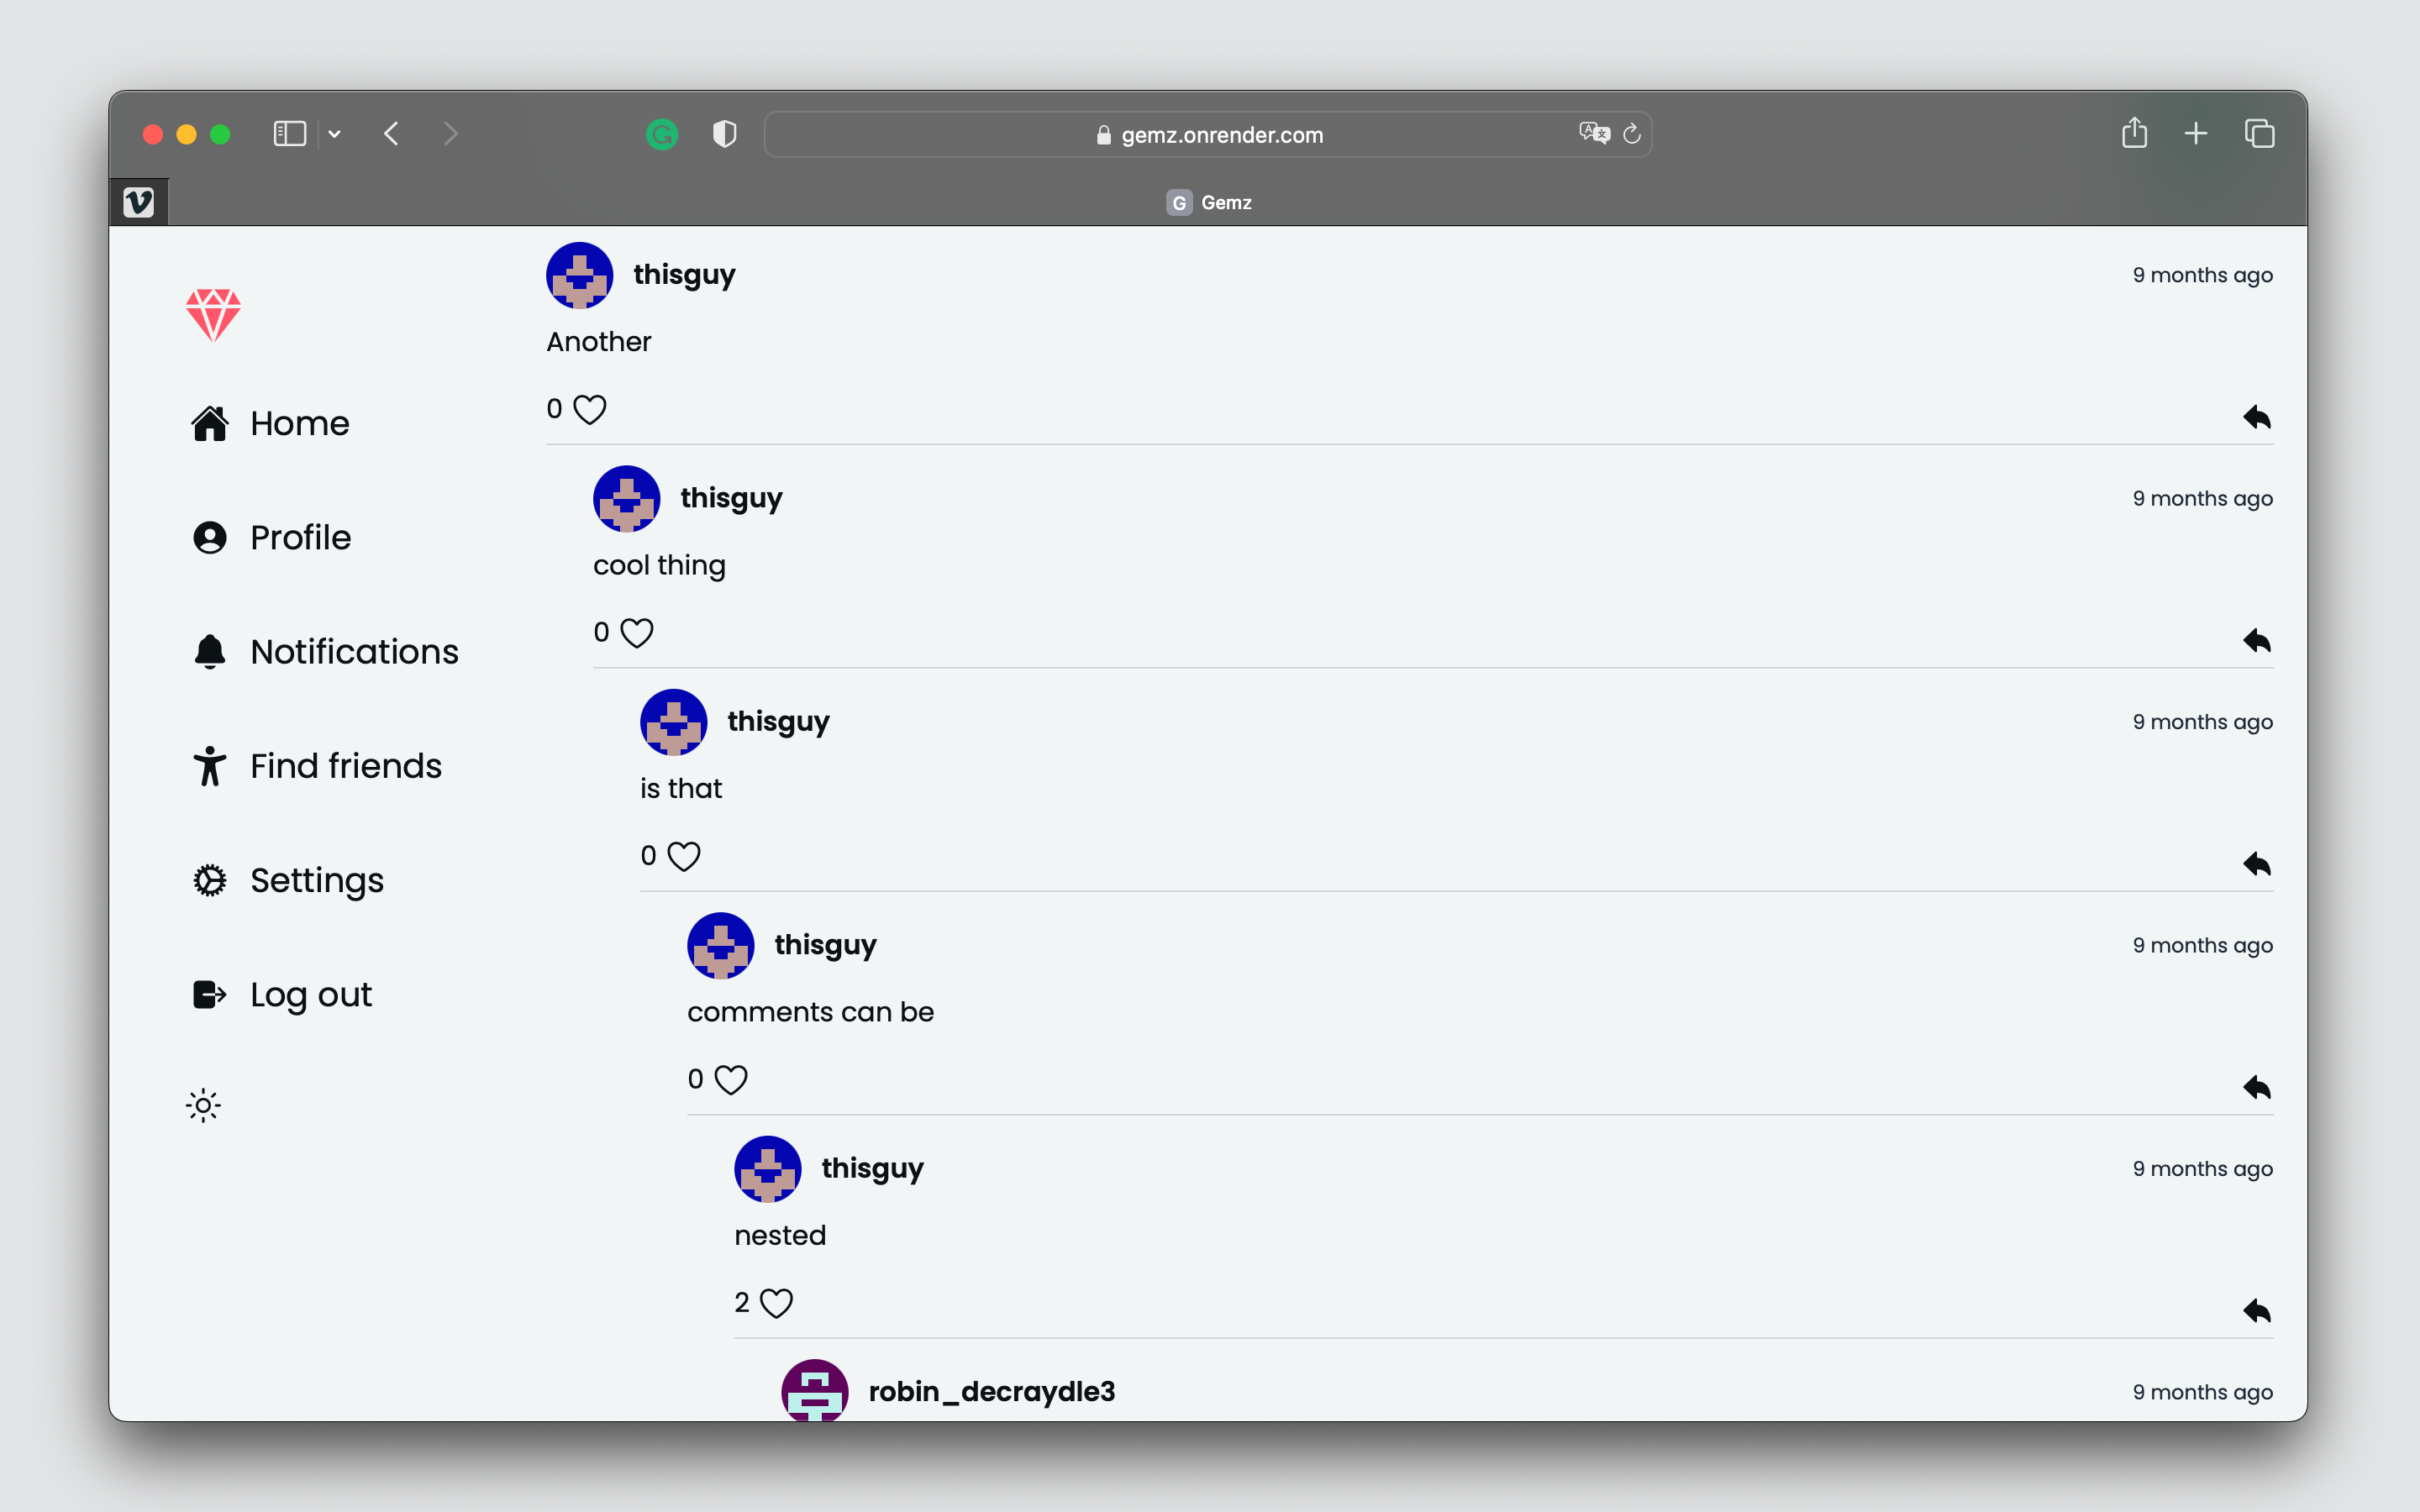 gemz.onrender.com
G Gemz
thisguy 9 months ago
Another
0
Home
thisguy 9 months ago
Profile
cool thing
0
Notifications
thisguy 9 months ago
Find friends
is that
0
Settings
thisguy 9 months ago
Log out
comments can be
0
thisguy 9 months ago
nested
2
robin_decraydle3 9 months ago